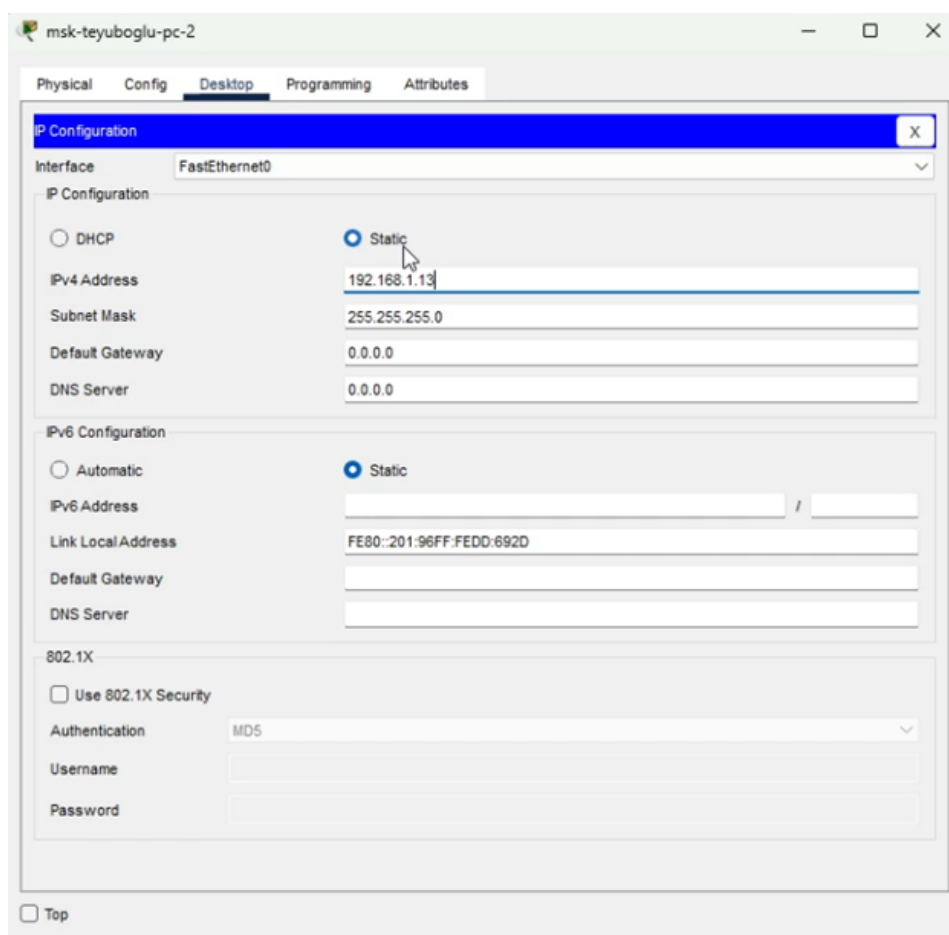 msk-teyuboglu-pc-2
Physical Config Desktop Programming Attributes
IP Configuration X
Interface FastEthernet0
IP Configuration
DHCP Static
IPv4 Address 192.168.1.13
Subnet Mask 255.255.255.0
Default Gateway 0.0.0.0
DNS Server 0.0.0.0
IPv6 Configuration
Automatic Static
IPv6 Address /
Link Local Address FE80::201:96FF:FEDD:692D
Default Gateway
DNS Server
802.1X
Use 802.1X Security
Authentication MD5
Username
Password
Top